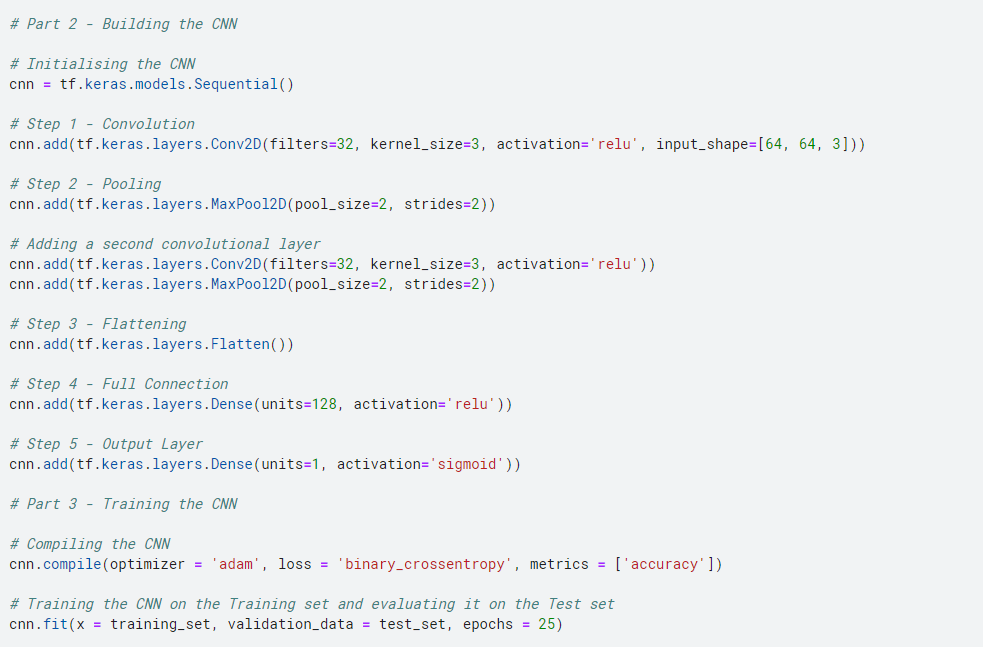 # Part 2 - Building the CNN
# Initialising the CNN
cnn = tf.keras.models.Sequential()
# Step 1 - Convolution
cnn.add(tf.keras.layers.Conv2D(filters=32, kernel_size=3, activation='relu', input_shape=[64, 64, 3]))
# Step 2 - Pooling
cnn.add(tf.keras.layers.MaxPool2D(pool_size=2, strides=2))
# Adding a second convolutional layer
cnn.add(tf.keras.layers.Conv2D(filters=32, kernel_size=3, activation='relu'))
cnn.add(tf.keras.layers.MaxPool2D(pool_size=2, strides=2))
# Step 3 - Flattening
cnn.add(tf.keras.layers.Flatten())
# Step 4 - Full Connection
cnn.add(tf.keras.layers.Dense(units=128, activation='relu'))
# Step 5 - Output Layer
cnn.add(tf.keras.layers.Dense(units=1, activation='sigmoid'))
# Part 3 - Training the CNN
# Compiling the CNN
cnn.compile(optimizer = 'adam', loss = 'binary_crossentropy', metrics = ['accuracy'])
# Training the CNN on the Training set and evaluating it on the Test set
cnn.fit(x = training_set, validation_data = test_set, epochs = 25)